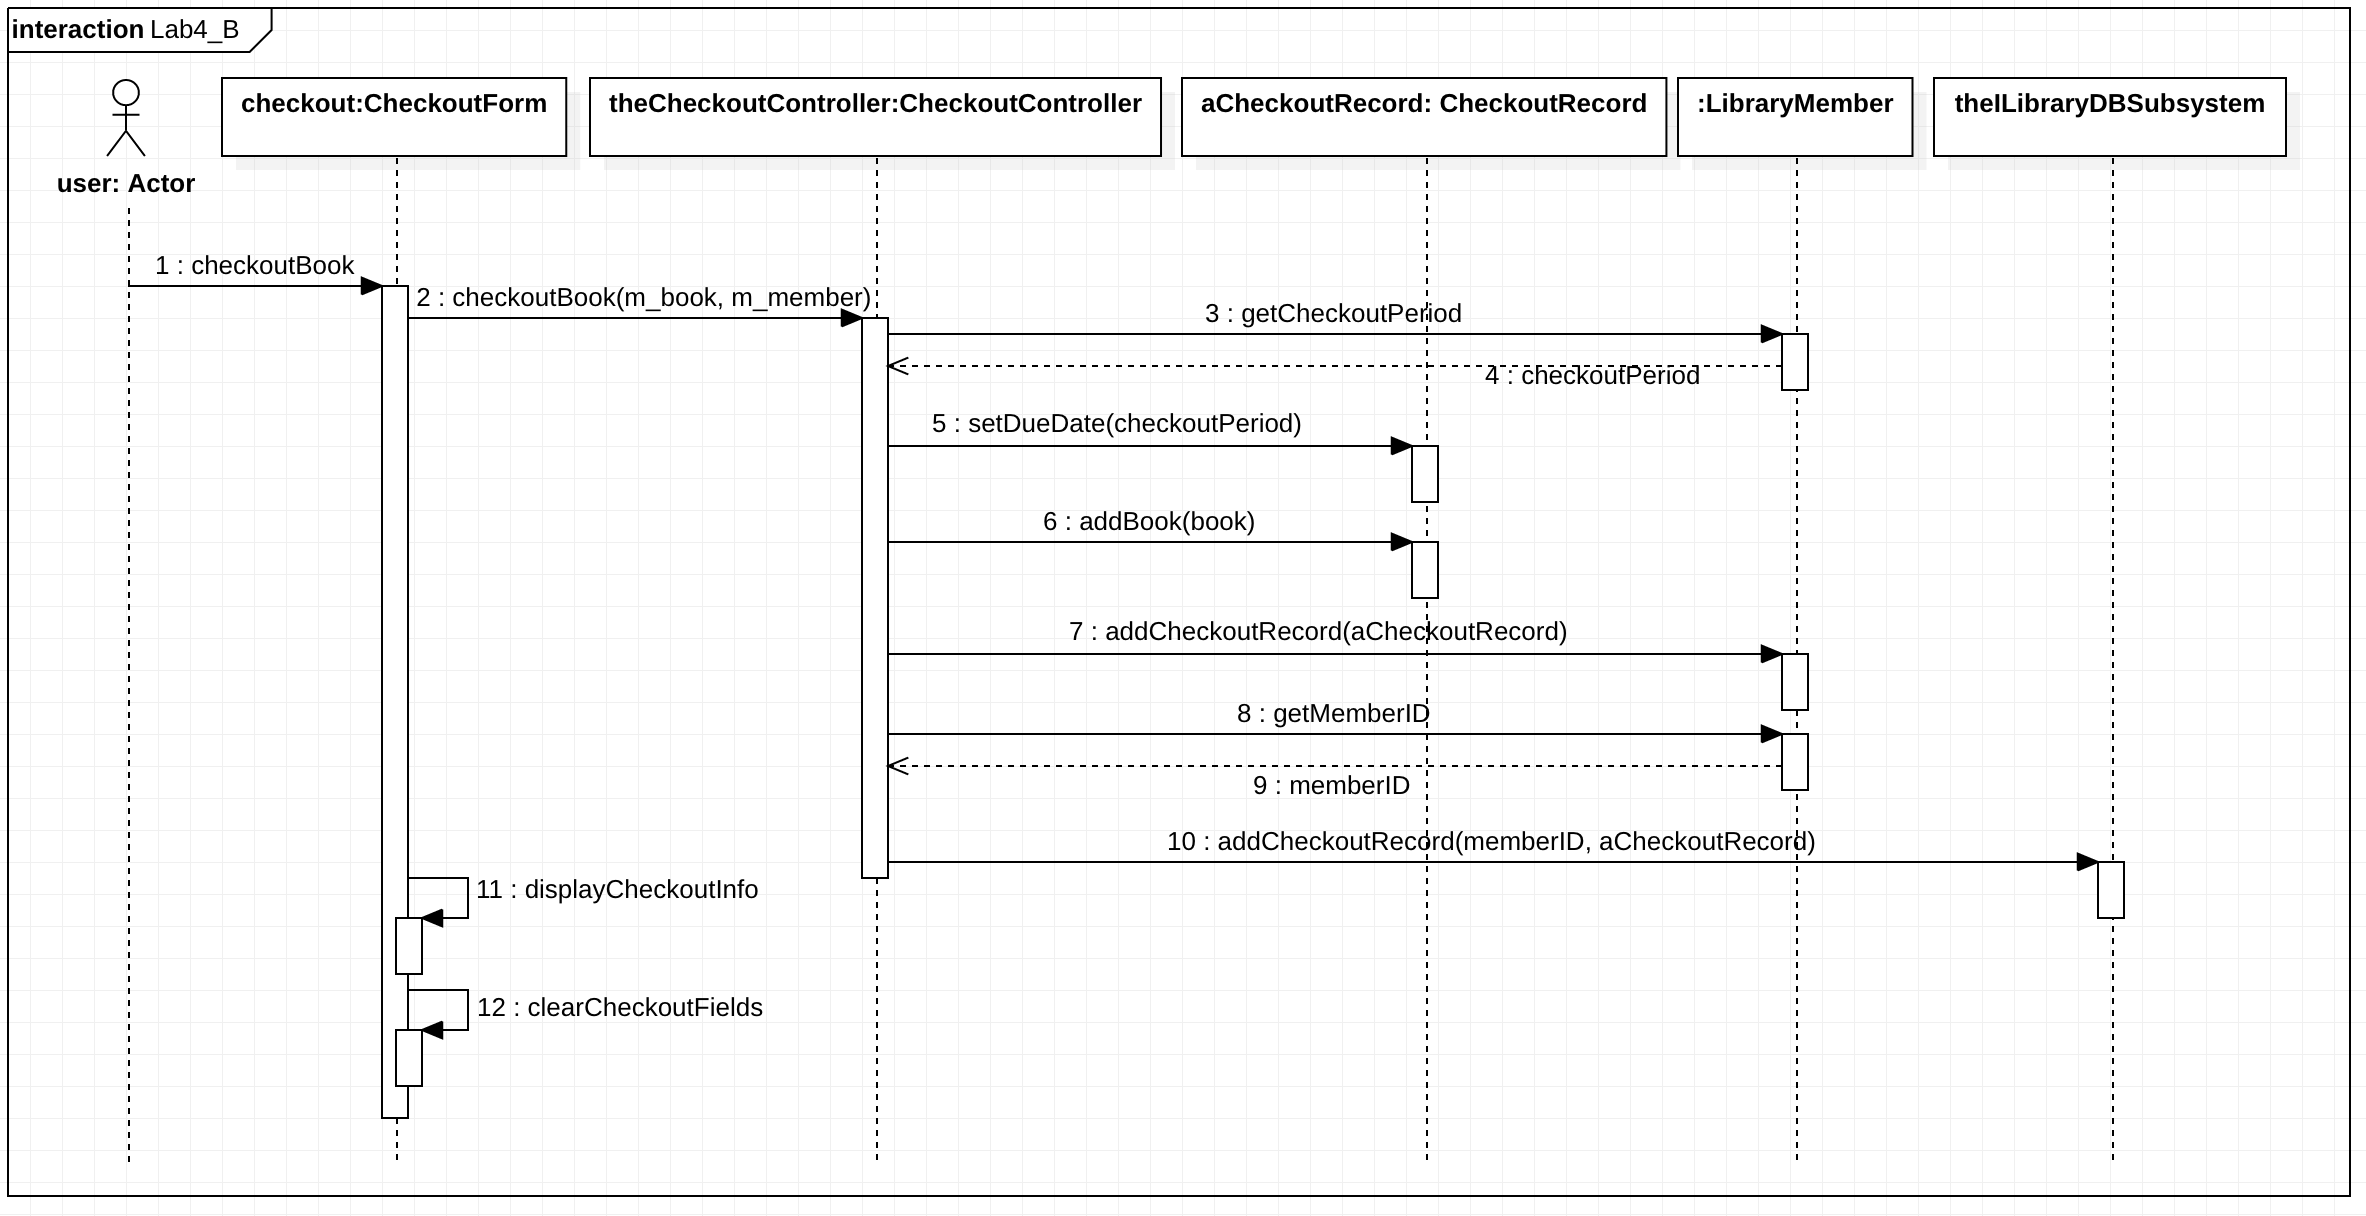 interaction Lab4_B
user: Actor
checkout:CheckoutForm
theCheckoutController:CheckoutController
aCheckoutRecord: CheckoutRecord
:LibraryMember
theILibraryDBSubsystem
1 : checkoutBook
2 : checkoutBook(m_book, m_member)
3 : getCheckoutPeriod
4 : checkoutPeriod
5 : setDueDate(checkoutPeriod)
6 : addBook(book)
7 : addCheckoutRecord(aCheckoutRecord)
8 : getMemberID
9 : memberID
10 : addCheckoutRecord(memberID, aCheckoutRecord)
11 : displayCheckoutInfo
12 : clearCheckoutFields